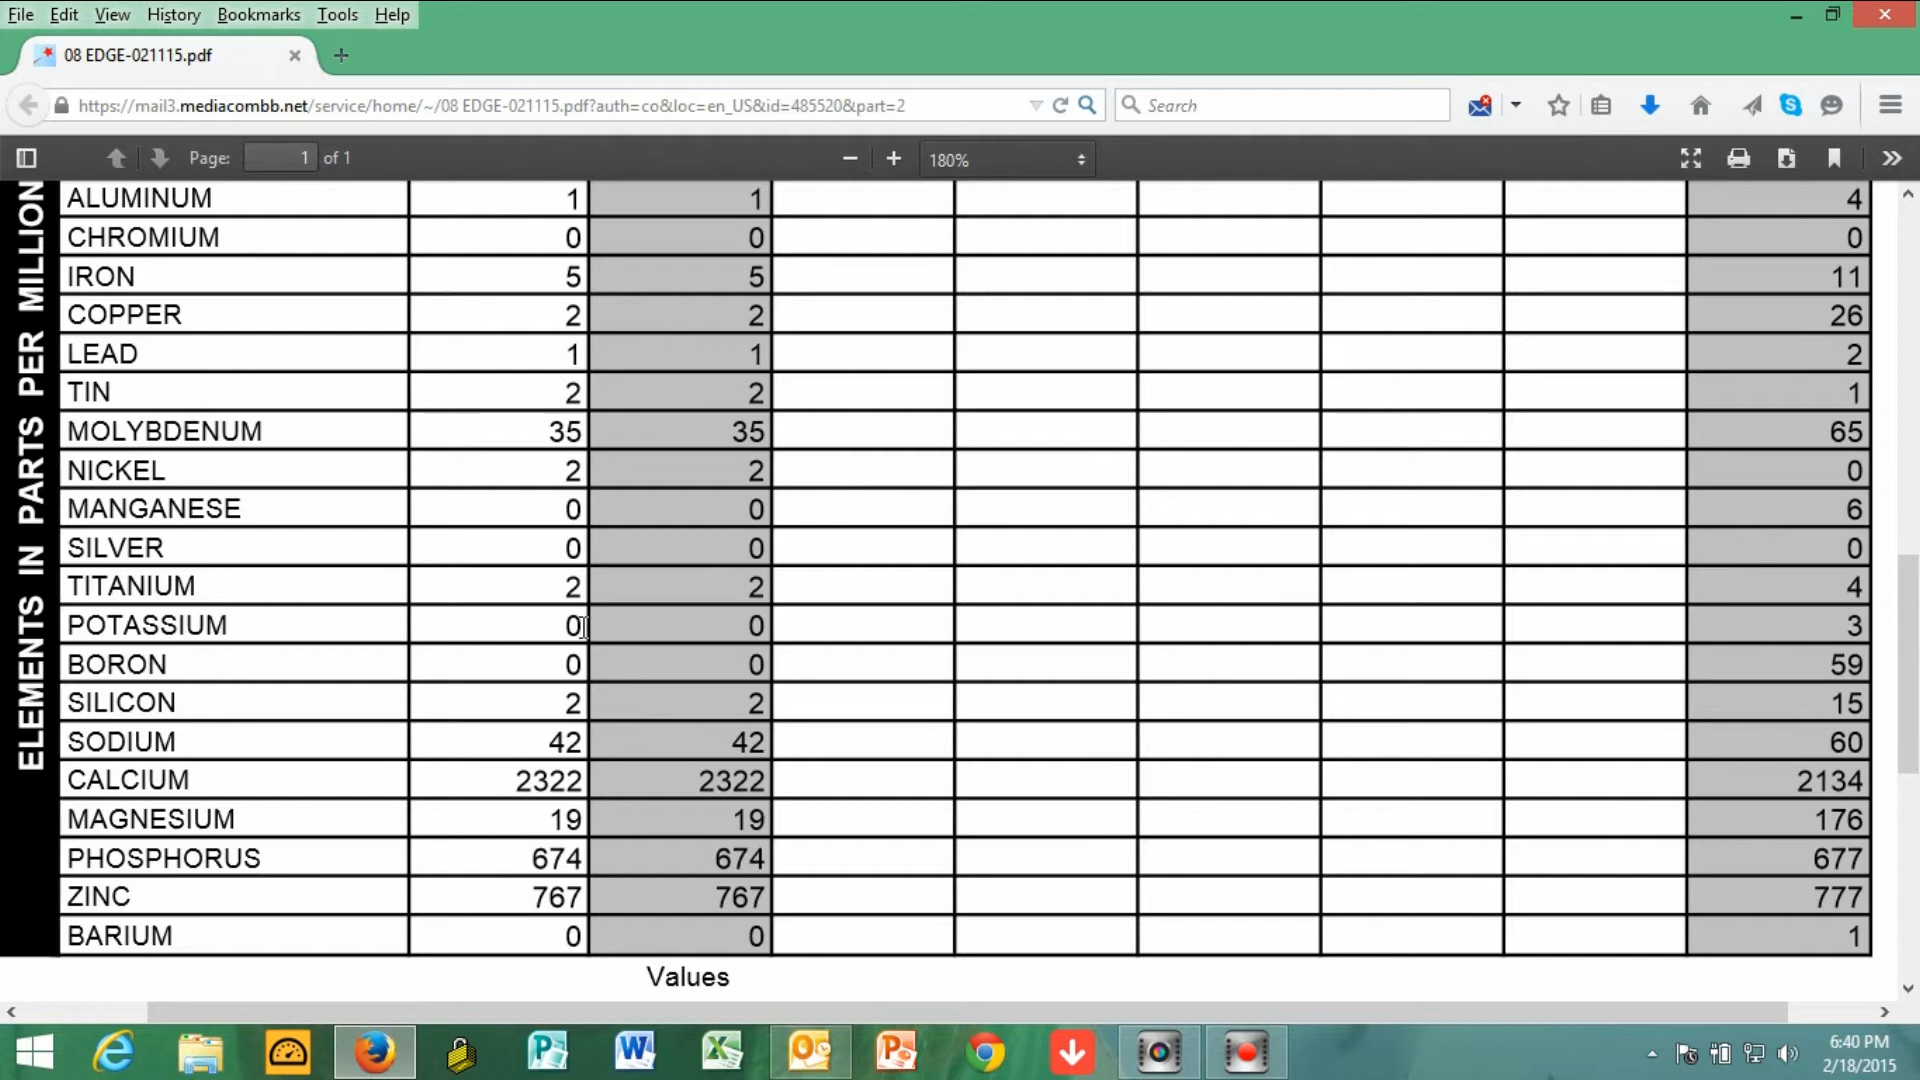 File Edit View History Bookmarks Tools Help
08 EDGE-021115.pdf
https://mail3.mediacombb.net/service/home/~/08 EDGE-021115.pdf?auth=co&loc=en_US&id=485520&part=2
Search
Page: 1 of 1
180%
ELEMENTS IN PARTS PER MILLION
ALUMINUM 1 1 4
CHROMIUM 0 0 0
IRON 5 5 11
COPPER 2 2 26
LEAD 1 1 2
TIN 2 2 1
MOLYBDENUM 35 35 65
NICKEL 2 2 0
MANGANESE 0 0 6
SILVER 0 0 0
TITANIUM 2 2 4
POTASSIUM 0 0 3
BORON 0 0 59
SILICON 2 2 15
SODIUM 42 42 60
CALCIUM 2322 2322 2134
MAGNESIUM 19 19 176
PHOSPHORUS 674 674 677
ZINC 767 767 777
BARIUM 0 0 1
Values
6:40 PM
2/18/2015